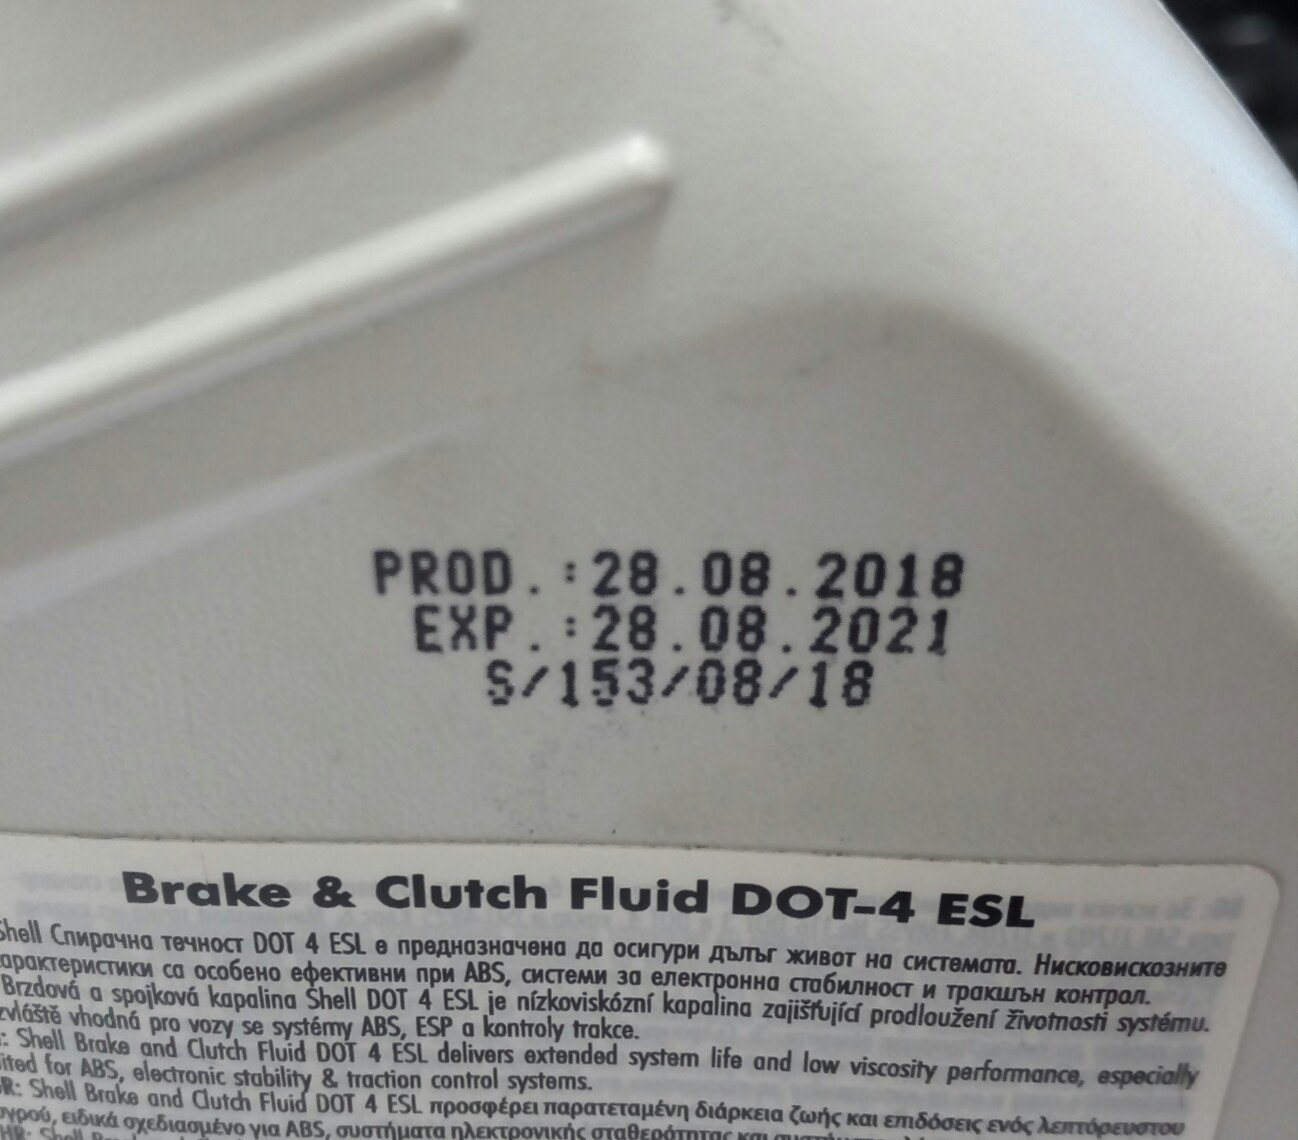 PROD.:28.08.2018
EXP.:28.08.2021
S/153/08/18
Brake & Clutch Fluid DOT-4 ESL
Shell Спирачна течност DOT 4 ESL е предназначена да осигури дълъг живот на системата. Нисковискозните
арактеристики са особено ефективни при ABS, системи за електронна стабилност и тракшън контрол.
Brzdová a spojková kapalina Shell DOT 4 ESL je nízkoviskózní kapalina zajišťující prodloužení životnosti systému.
zvláště vhodná pro vozy se systémy ABS, ESP a kontroly trakce.
: Shell Brake and Clutch Fluid DOT 4 ESL delivers extended system life and low viscosity performance, especially
ited for ABS, electronic stability & traction control systems.
R: Shell Brake and Clutch Fluid DOT 4 ESL προσφέρει παρατεταμένη διάρκεια ζωής και επιδόσεις ενός λεπτόρευστου
υγρού, ειδικά σχεδιασμένο για ABS, συστήματα ηλεκτρονικής σταθερότητας και
HR: Shell